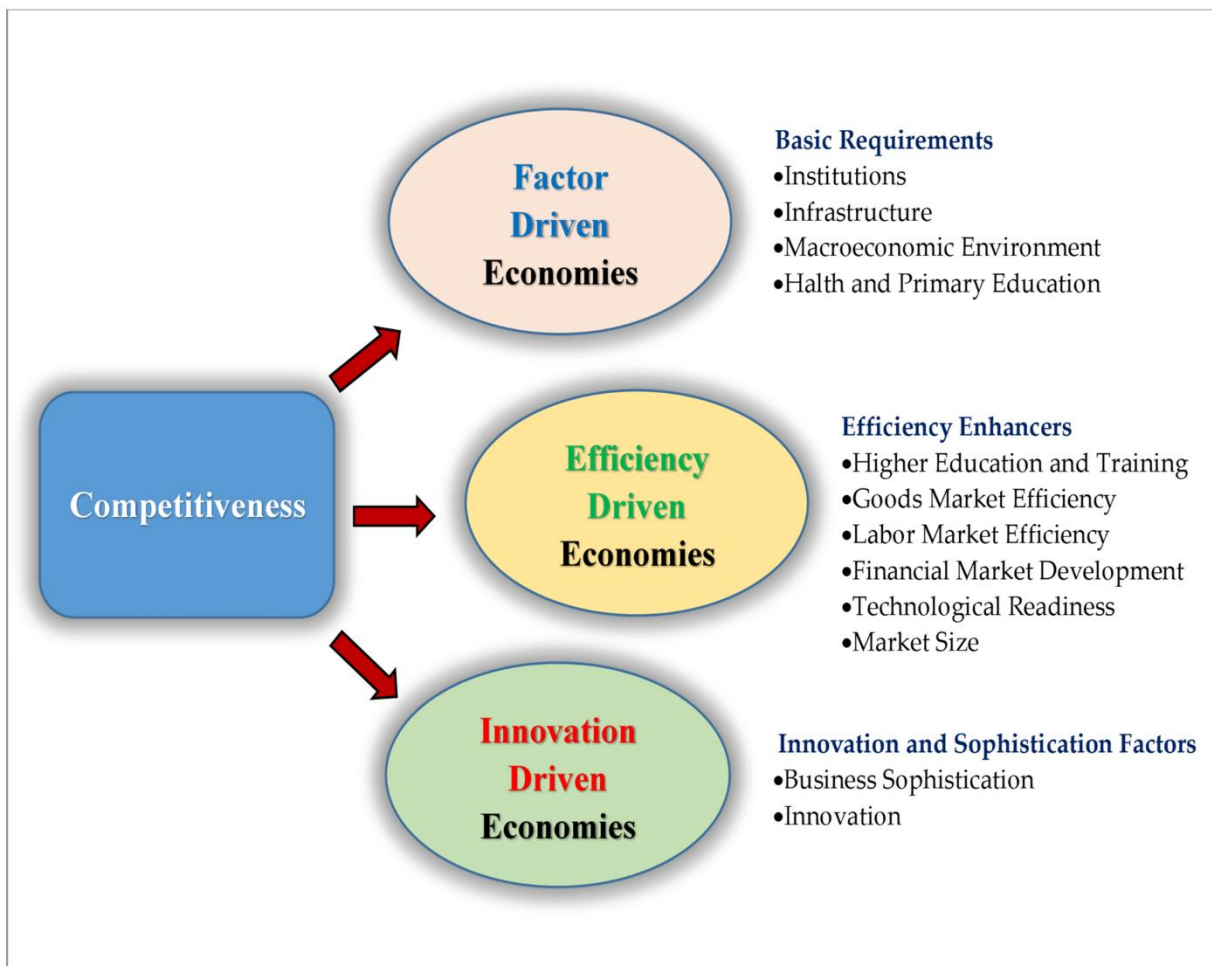 Competitiveness
Factor
Driven
Economies
Basic Requirements
•Institutions
•Infrastructure
•Macroeconomic Environment
•Halth and Primary Education
Efficiency
Driven
Economies
Efficiency Enhancers
•Higher Education and Training
•Goods Market Efficiency
•Labor Market Efficiency
•Financial Market Development
•Technological Readiness
•Market Size
Innovation
Driven
Economies
Innovation and Sophistication Factors
•Business Sophistication
•Innovation